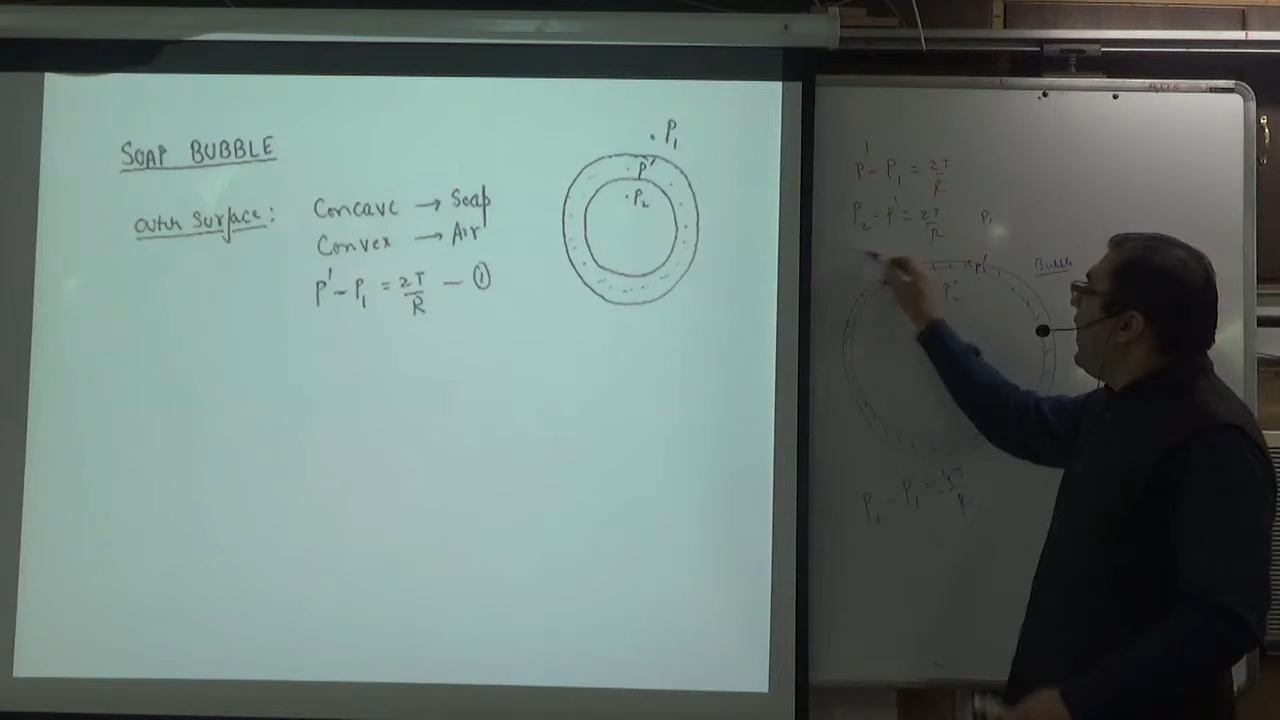 SOAP BUBBLE
Outer Surface:
Concave → Soap
Convex → Air
P' - P₁ = 2T/R — ①
P₁
P'
P₂
P' - P₁ = 2T/R
P₂ - P' = 2T/R
P₁
P'
Bubble
P₂
P₂ - P₁ =